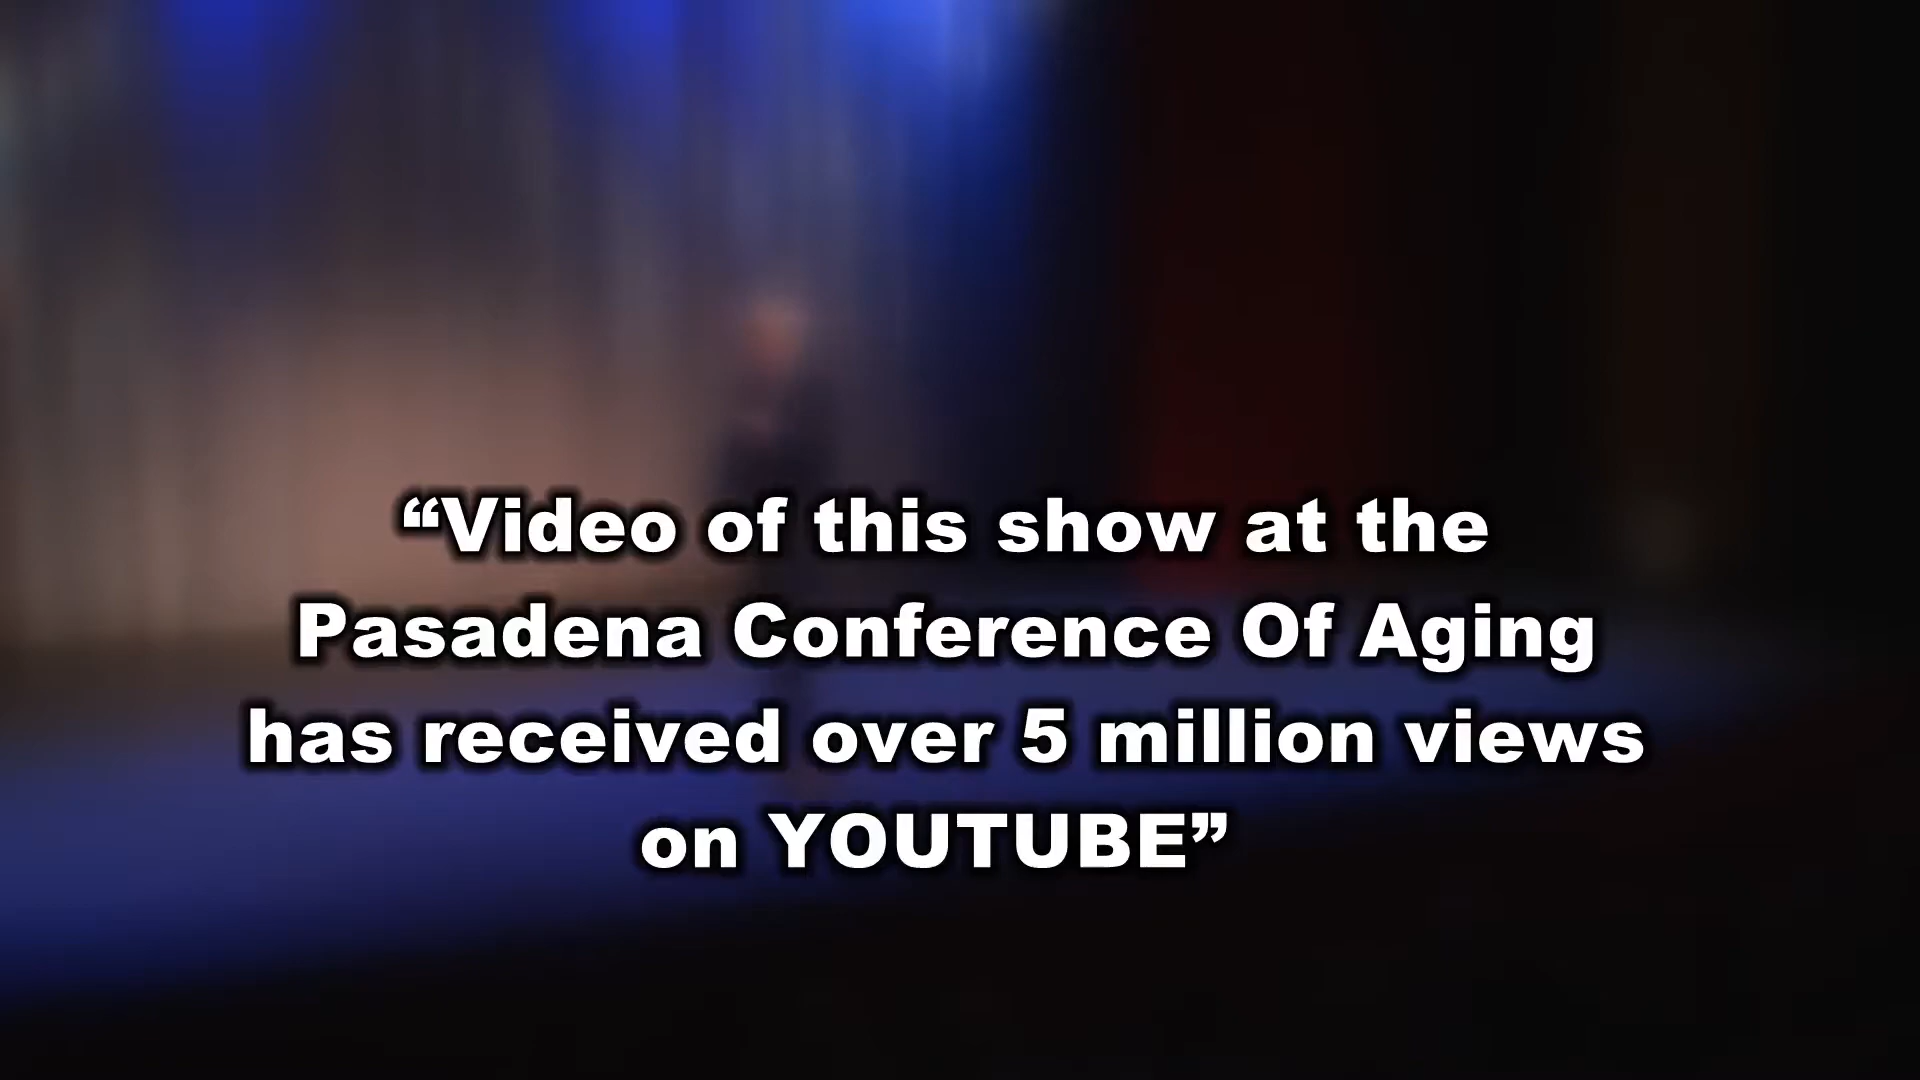 “Video of this show at the
Pasadena Conference Of Aging
has received over 5 million views
on YOUTUBE”